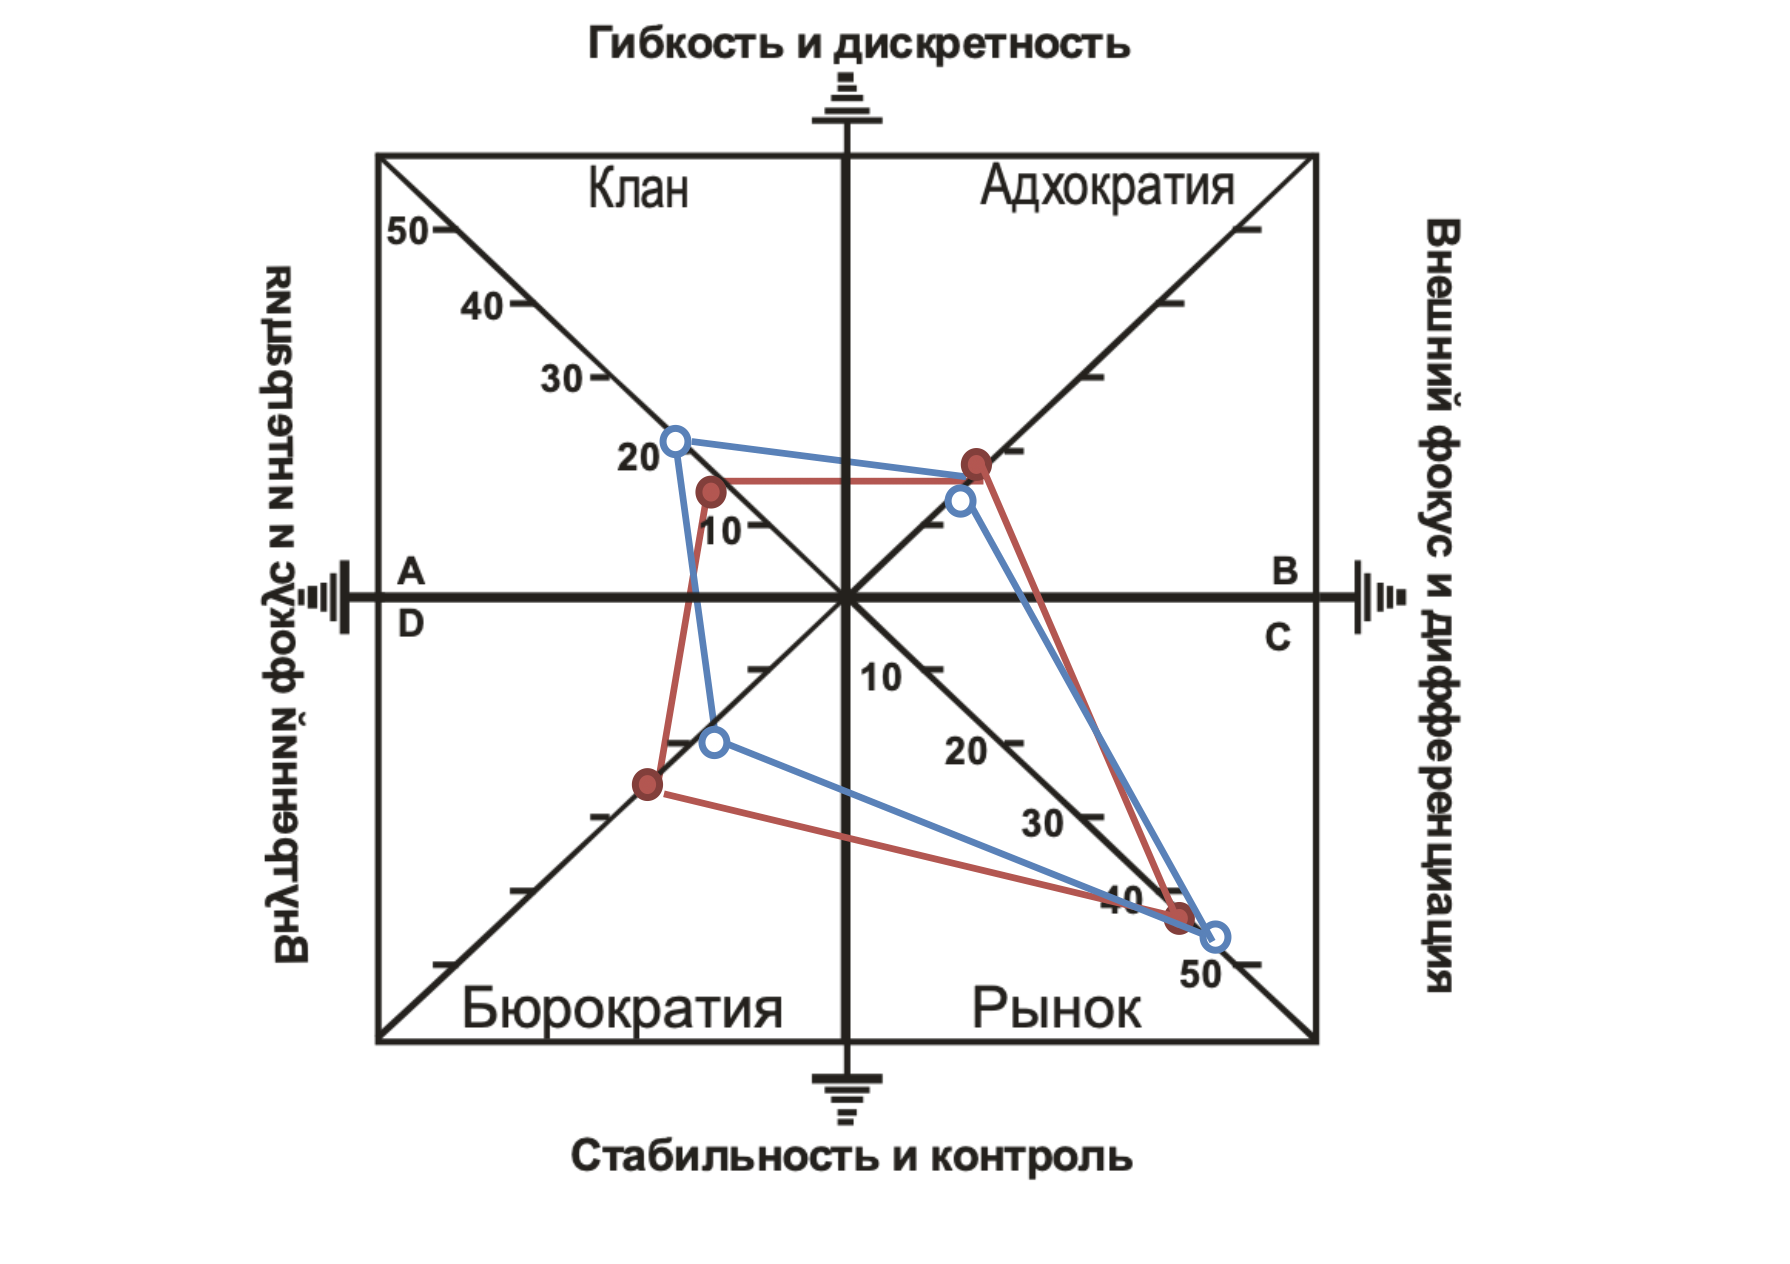 Гибкость и дискретность
Клан
Адхократия
50
40
30
20
10
A
B
D
C
Внутренний фокус и интеграция
Внешний фокус и дифференциация
10
20
30
40
50
Бюрократия
Рынок
Стабильность и контроль